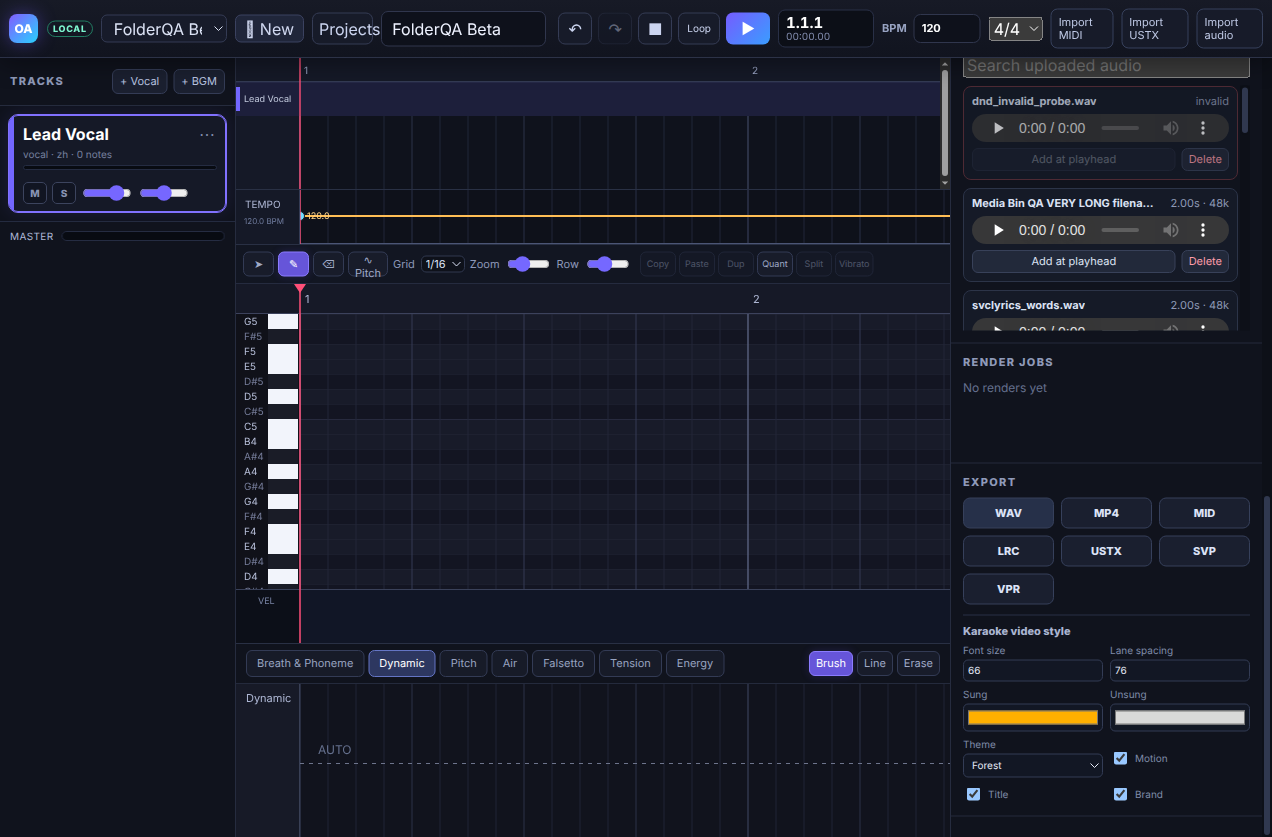 OA LOCAL FolderQA Be New Projects FolderQA Beta Loop 1.1.1 00:00.00 BPM 120 4/4 Import MIDI Import USTX Import audio
TRACKS + Vocal + BGM
Lead Vocal ...
vocal · zh · 0 notes
M S
MASTER
1 2
Lead Vocal
TEMPO
120.0 BPM
120.0
Pitch Grid 1/16 Zoom Row Copy Paste Dup Quant Split Vibrato
1 2
G5
F#5
F5
E5
D#5
D5
C#5
C5
B4
A#4
A4
G#4
G4
F#4
F4
E4
D#4
D4
VEL
Breath & Phoneme Dynamic Pitch Air Falsetto Tension Energy Brush Line Erase
Dynamic
AUTO
Search uploaded audio
dnd_invalid_probe.wav invalid
0:00 / 0:00
Add at playhead Delete
Media Bin QA VERY LONG filena... 2.00s · 48k
0:00 / 0:00
Add at playhead Delete
svclyrics_words.wav 2.00s · 48k
0:00 / 0:00
RENDER JOBS
No renders yet
EXPORT
WAV MP4 MID
LRC USTX SVP
VPR
Karaoke video style
Font size Lane spacing
66 76
Sung Unsung
Theme
Forest Motion
Title Brand